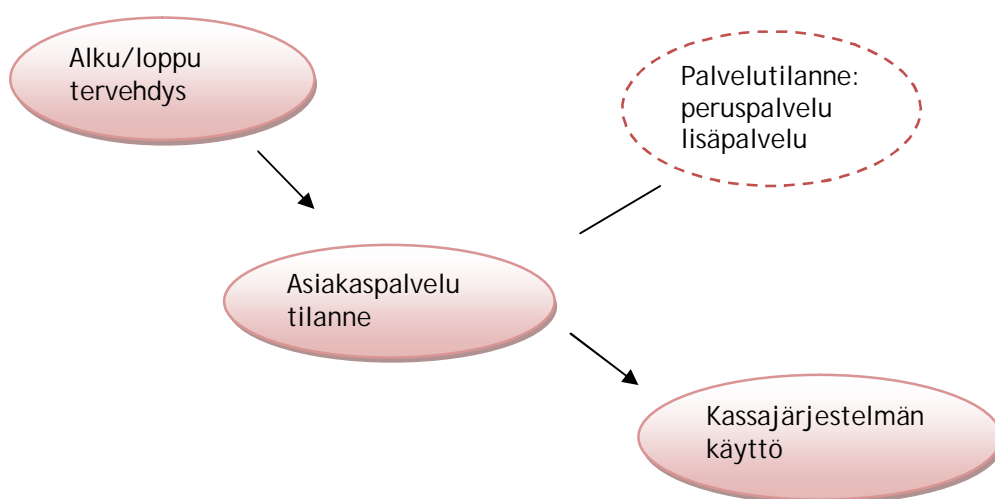 Alku/loppu
tervehdys
Palvelutilanne:
peruspalvelu
lisäpalvelu
Asiakaspalvelu
tilanne
Kassajärjestelmän
käyttö